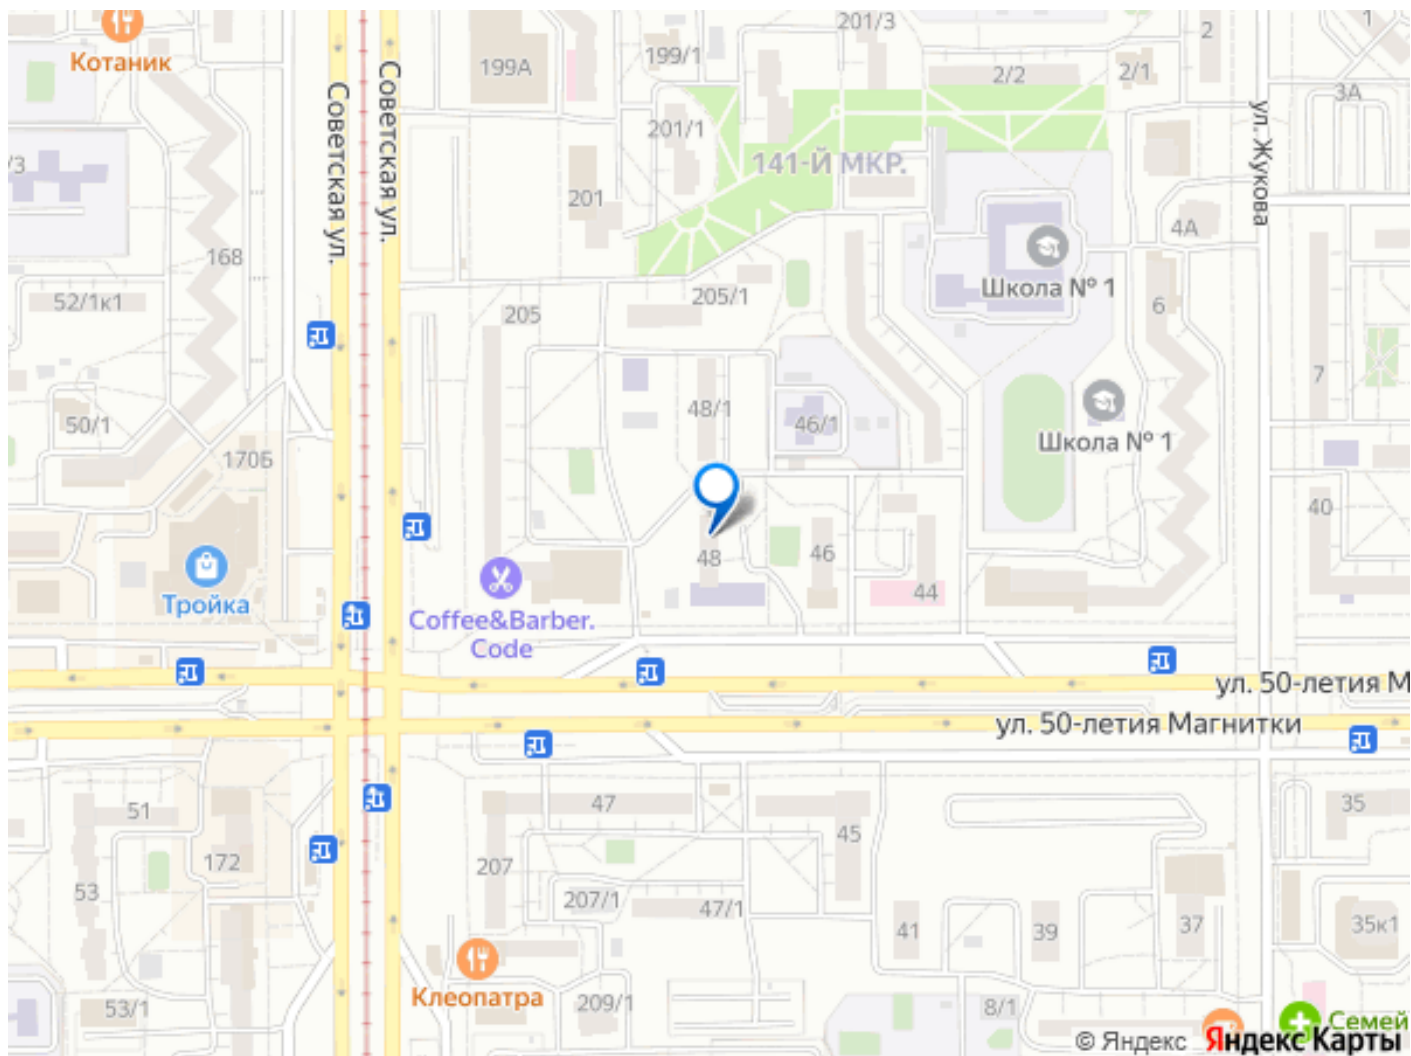 Котаник
199А
199/1
201/3
2
2/2
2/1
1
3А
Советская ул.
Советская ул.
201/1
141-Й МКР.
ул. Жукова
/3
201
4А
168
Школа № 1
52/1к1
205
205/1
6
7
50/1
48/1
46/1
Школа № 1
170Б
40
48
46
44
Тройка
Coffee&Barber.
Code
ул. 50-летия М
ул. 50-летия Магнитки
51
47
45
35
172
207
53
207/1
47/1
41
39
37
35к1
Клеопатра
53/1
209/1
8/1
Семей
© Яндекс Яндекс Карты